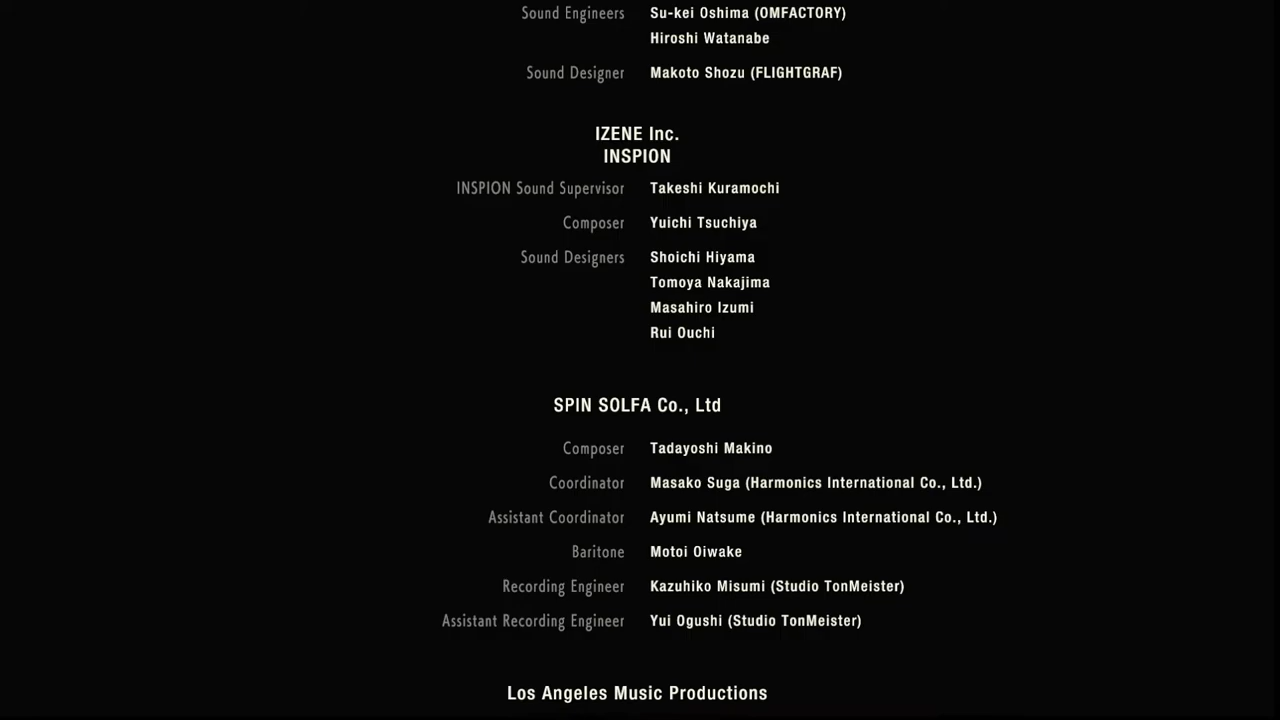 Sound Engineers Su-kei Oshima (OMFACTORY)
Hiroshi Watanabe
Sound Designer Makoto Shozu (FLIGHTGRAF)
IZENE Inc.
INSPION
INSPION Sound Supervisor Takeshi Kuramochi
Composer Yuichi Tsuchiya
Sound Designers Shoichi Hiyama
Tomoya Nakajima
Masahiro Izumi
Rui Ouchi
SPIN SOLFA Co., Ltd
Composer Tadayoshi Makino
Coordinator Masako Suga (Harmonics International Co., Ltd.)
Assistant Coordinator Ayumi Natsume (Harmonics International Co., Ltd.)
Baritone Motoi Oiwake
Recording Engineer Kazuhiko Misumi (Studio TonMeister)
Assistant Recording Engineer Yui Ogushi (Studio TonMeister)
Los Angeles Music Productions